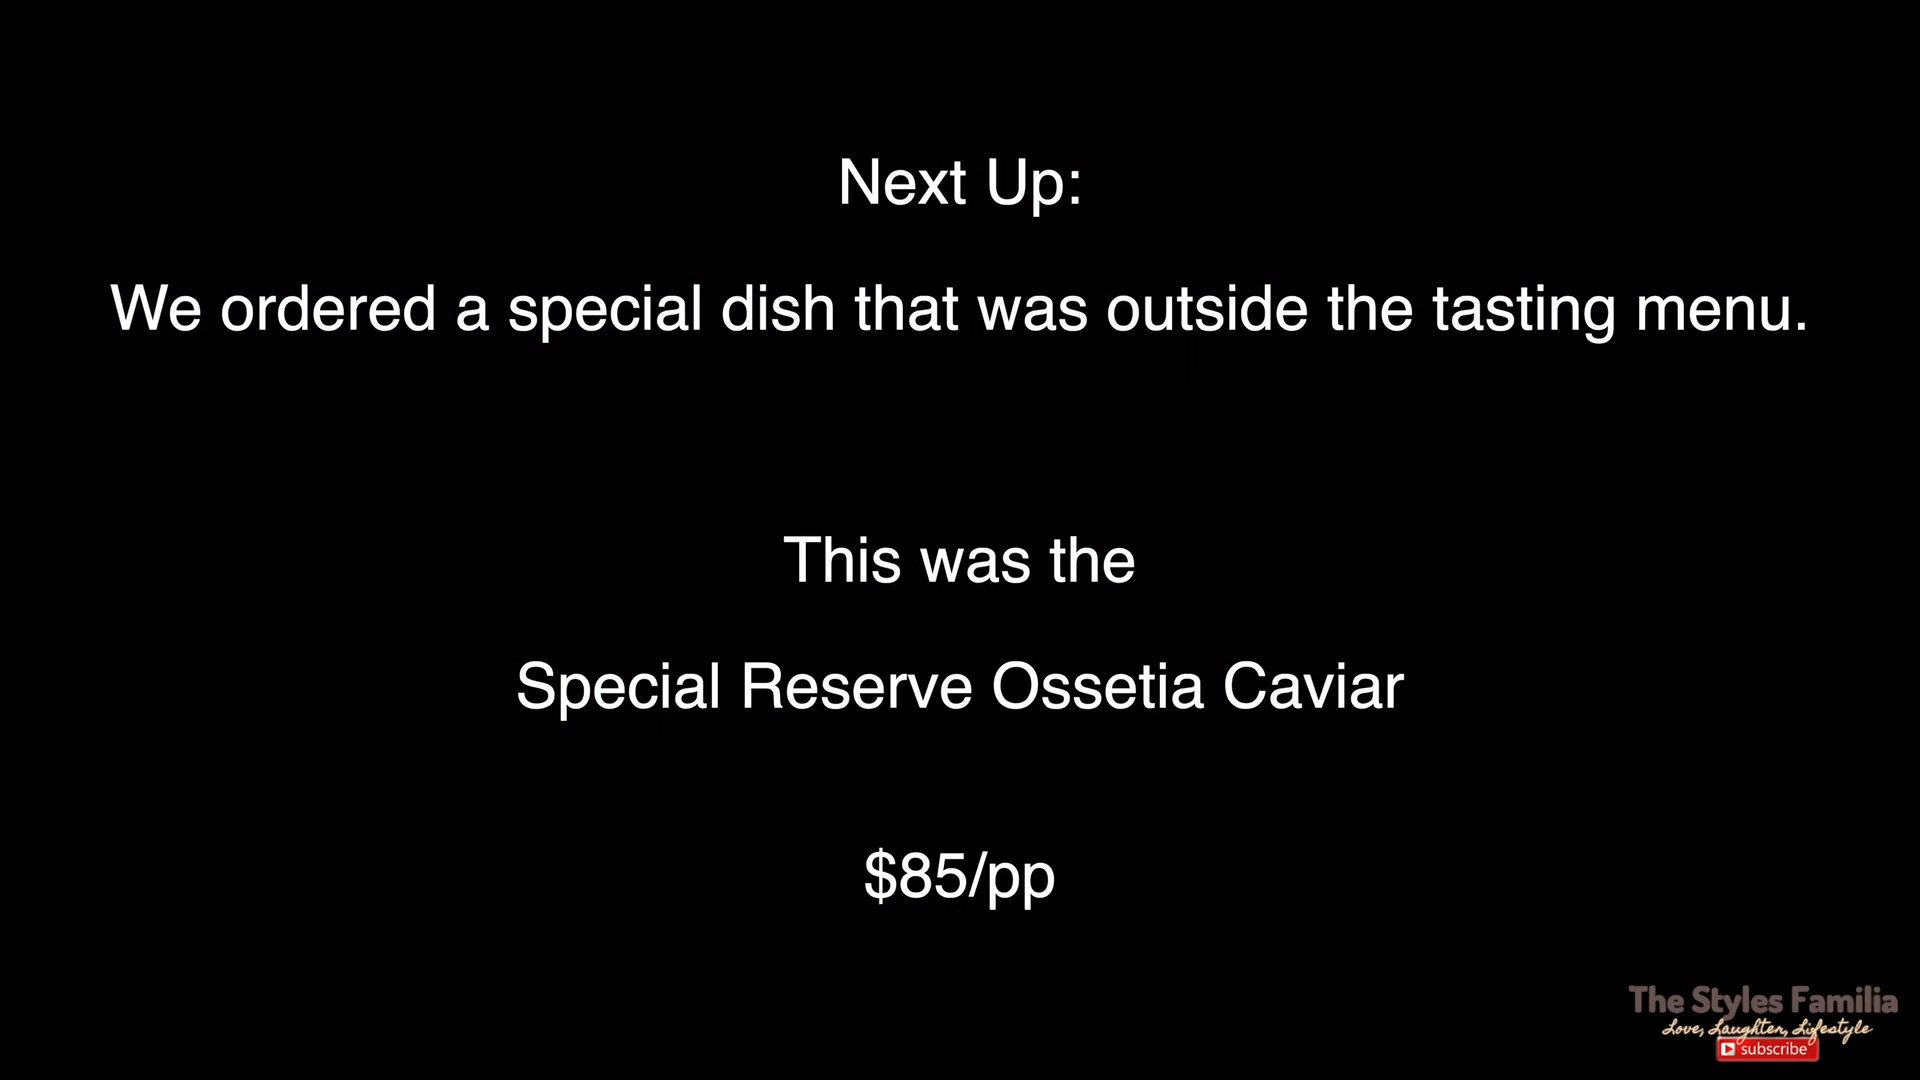 Next Up:
We ordered a special dish that was outside the tasting menu.
This was the
Special Reserve Ossetia Caviar
$85/pp
The Styles Familia
Love, Laughter, Lifestyle
subscribe